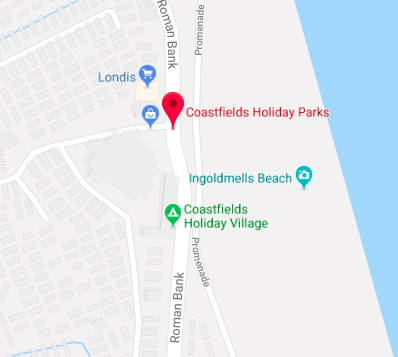 Roman Bank
Promenade
Londis
Coastfields Holiday Parks
Ingoldmells Beach
Coastfields
Holiday Village
Promenade
Roman Bank